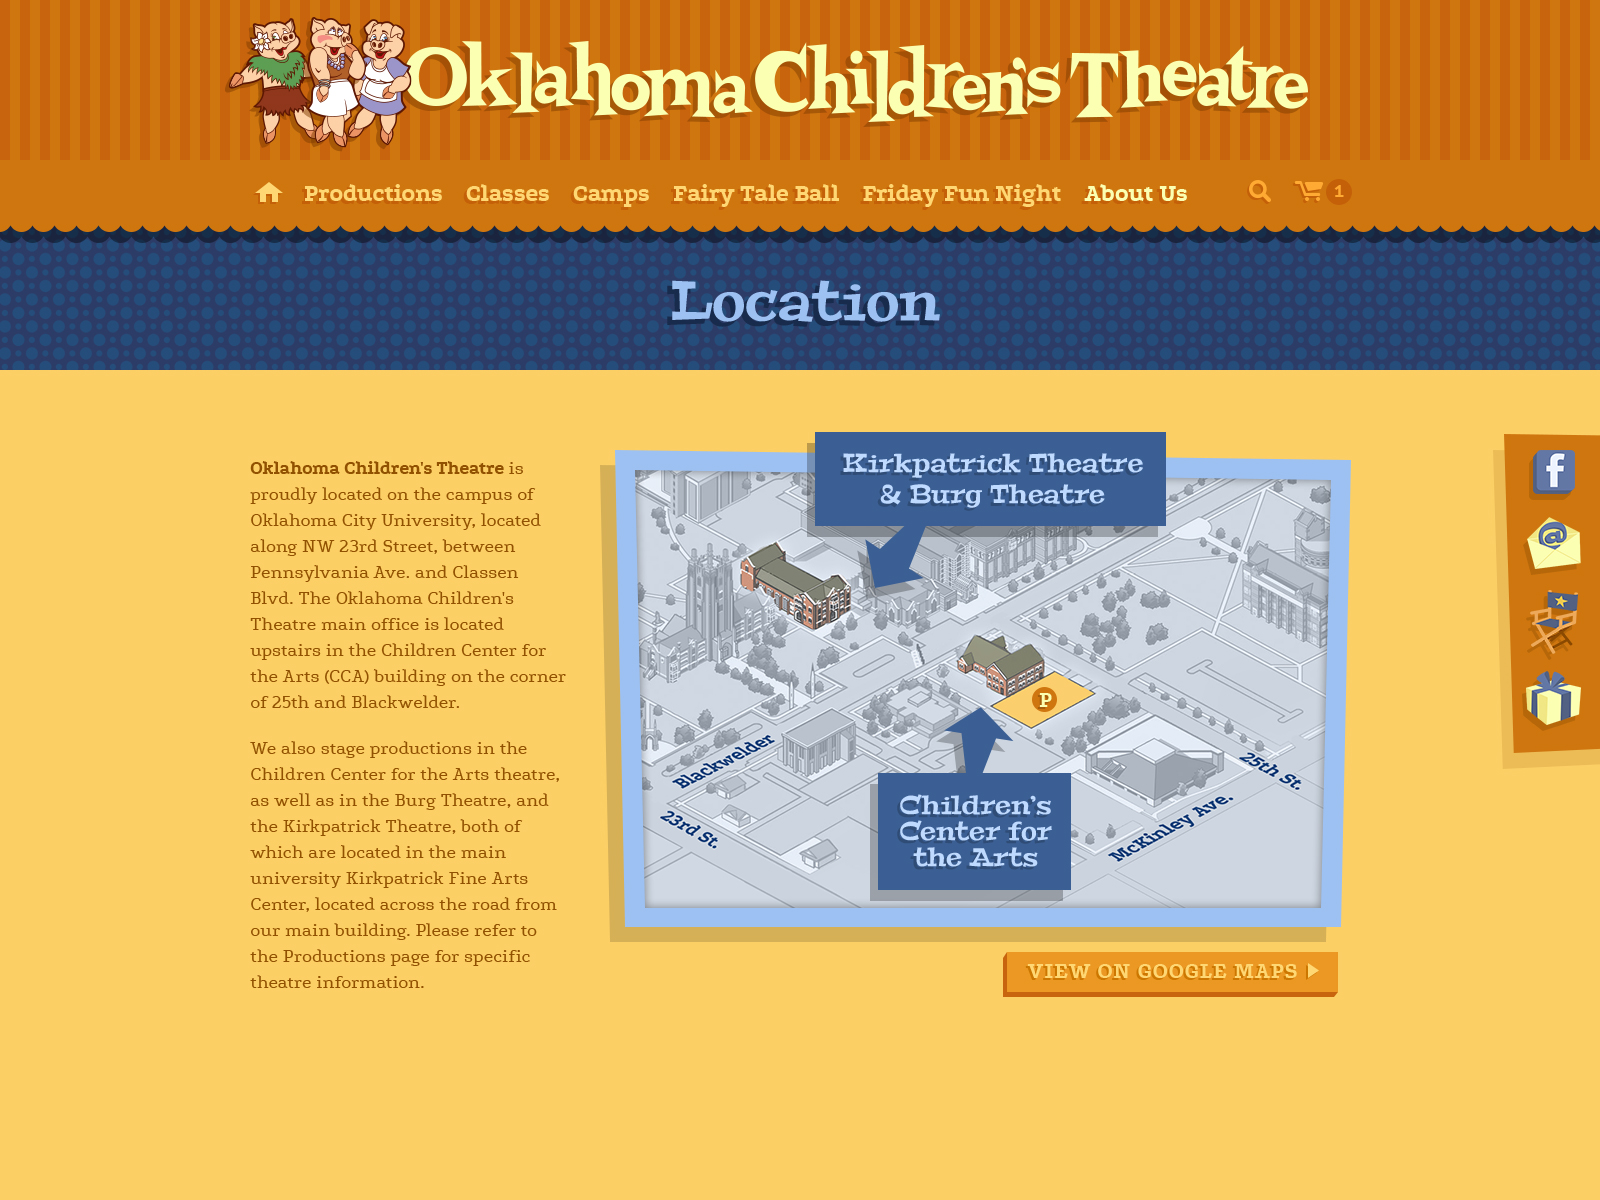 Oklahoma Children's Theatre
Productions Classes Camps Fairy Tale Ball Friday Fun Night About Us 1
Location
Oklahoma Children's Theatre is
proudly located on the campus of
Oklahoma City University, located
along NW 23rd Street, between
Pennsylvania Ave. and Classen
Blvd. The Oklahoma Children's
Theatre main office is located
upstairs in the Children Center for
the Arts (CCA) building on the corner
of 25th and Blackwelder.
We also stage productions in the
Children Center for the Arts theatre,
as well as in the Burg Theatre, and
the Kirkpatrick Theatre, both of
which are located in the main
university Kirkpatrick Fine Arts
Center, located across the road from
our main building. Please refer to
the Productions page for specific
theatre information.
Kirkpatrick Theatre
& Burg Theatre
P
Blackwelder
23rd St.
25th St.
McKinley Ave.
Children's
Center for
the Arts
VIEW ON GOOGLE MAPS
f
@